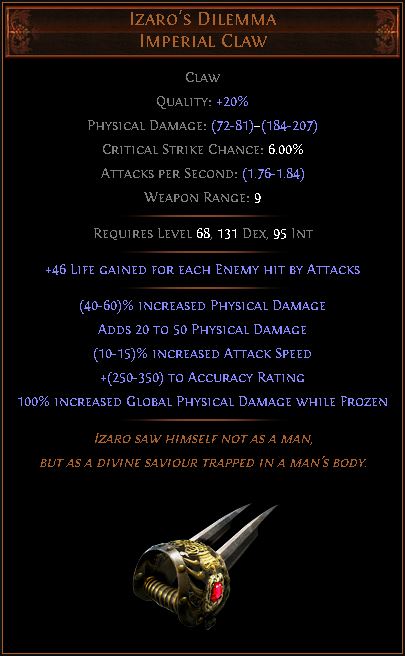 Izaro's Dilemma
Imperial Claw
Claw
Quality: +20%
Physical Damage: (72-81)–(184-207)
Critical Strike Chance: 6.00%
Attacks per Second: (1.76-1.84)
Weapon Range: 9
Requires Level 68, 131 Dex, 95 Int
+46 Life gained for each Enemy hit by Attacks
(40-60)% increased Physical Damage
Adds 20 to 50 Physical Damage
(10-15)% increased Attack Speed
+(250-350) to Accuracy Rating
100% increased Global Physical Damage while Frozen
Izaro saw himself not as a man,
but as a divine saviour trapped in a man's body.